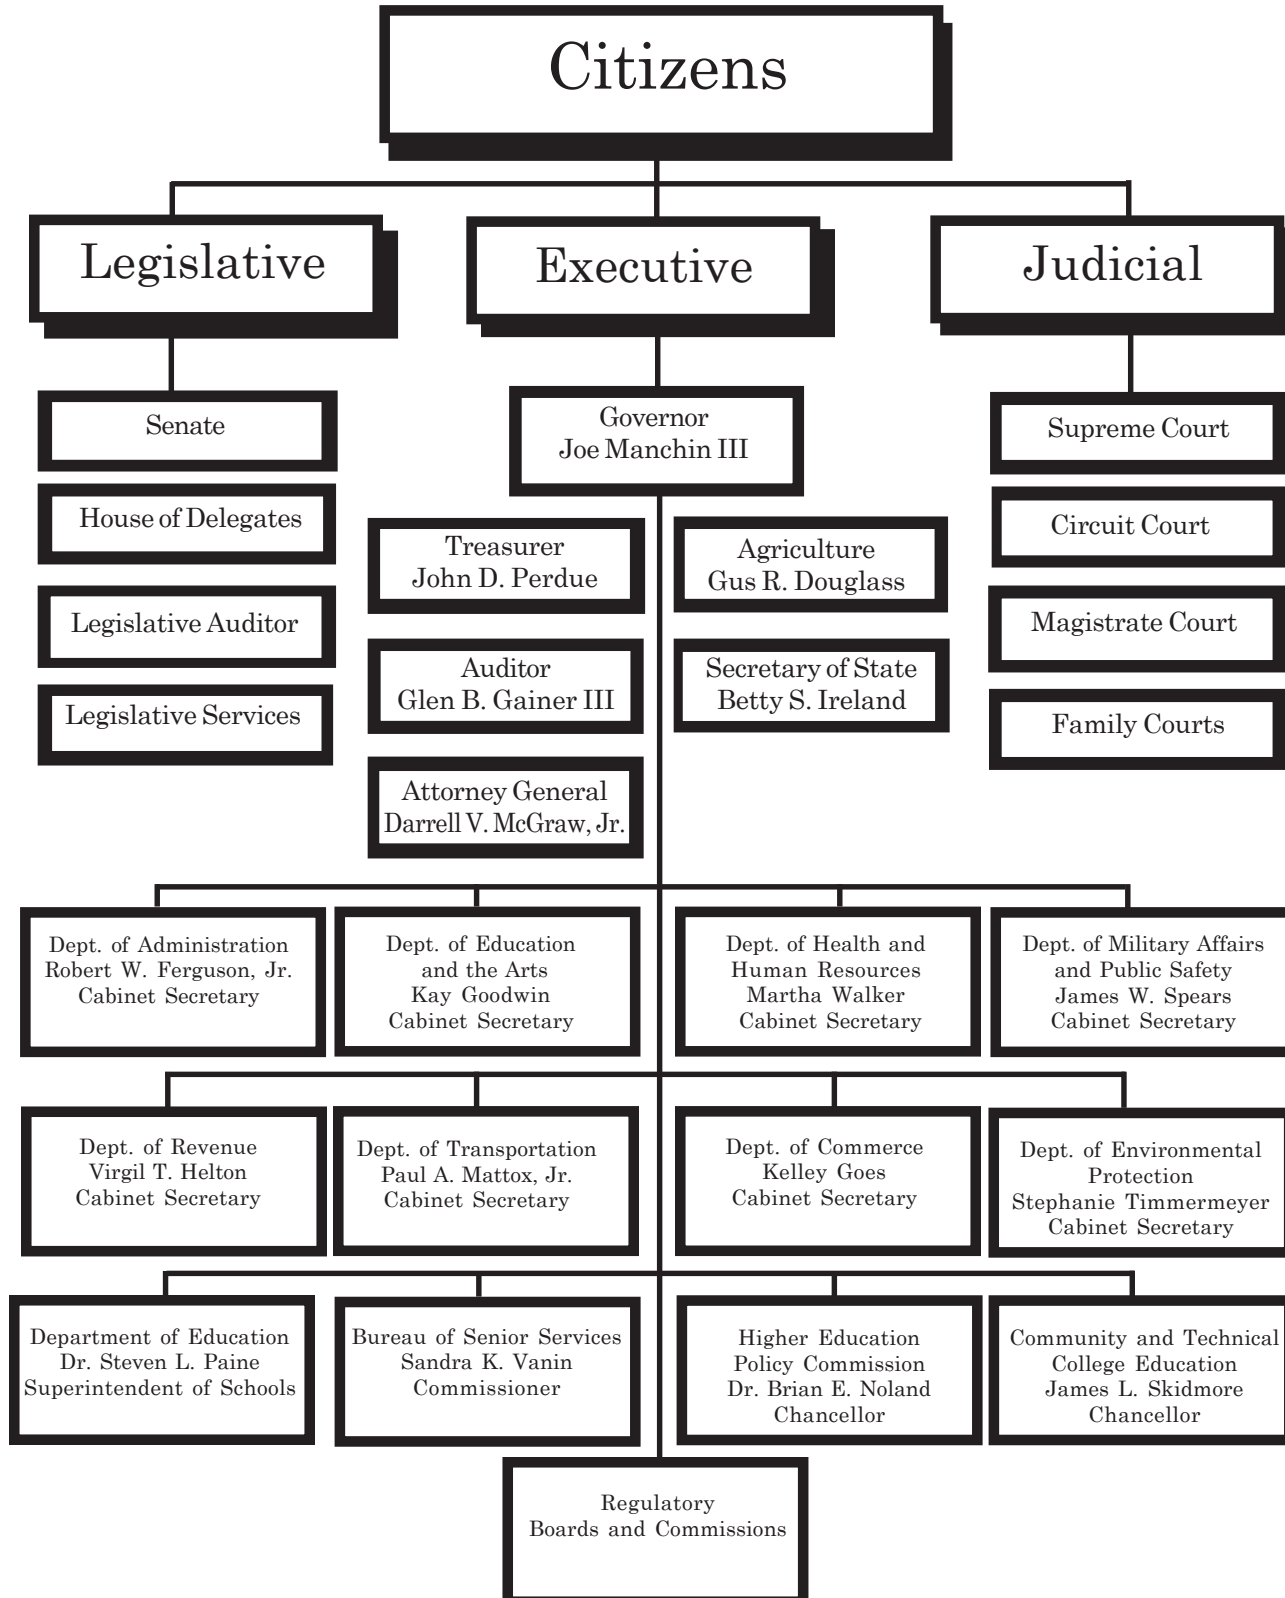 Citizens
Legislative
Executive
Judicial
Senate
House of Delegates
Legislative Auditor
Legislative Services
Governor
Joe Manchin III
Treasurer
John D. Perdue
Agriculture
Gus R. Douglass
Auditor
Glen B. Gainer III
Secretary of State
Betty S. Ireland
Attorney General
Darrell V. McGraw, Jr.
Supreme Court
Circuit Court
Magistrate Court
Family Courts
Dept. of Administration
Robert W. Ferguson, Jr.
Cabinet Secretary
Dept. of Education
and the Arts
Kay Goodwin
Cabinet Secretary
Dept. of Health and
Human Resources
Martha Walker
Cabinet Secretary
Dept. of Military Affairs
and Public Safety
James W. Spears
Cabinet Secretary
Dept. of Revenue
Virgil T. Helton
Cabinet Secretary
Dept. of Transportation
Paul A. Mattox, Jr.
Cabinet Secretary
Dept. of Commerce
Kelley Goes
Cabinet Secretary
Dept. of Environmental
Protection
Stephanie Timmermeyer
Cabinet Secretary
Department of Education
Dr. Steven L. Paine
Superintendent of Schools
Bureau of Senior Services
Sandra K. Vanin
Commissioner
Higher Education
Policy Commission
Dr. Brian E. Noland
Chancellor
Community and Technical
College Education
James L. Skidmore
Chancellor
Regulatory
Boards and Commissions